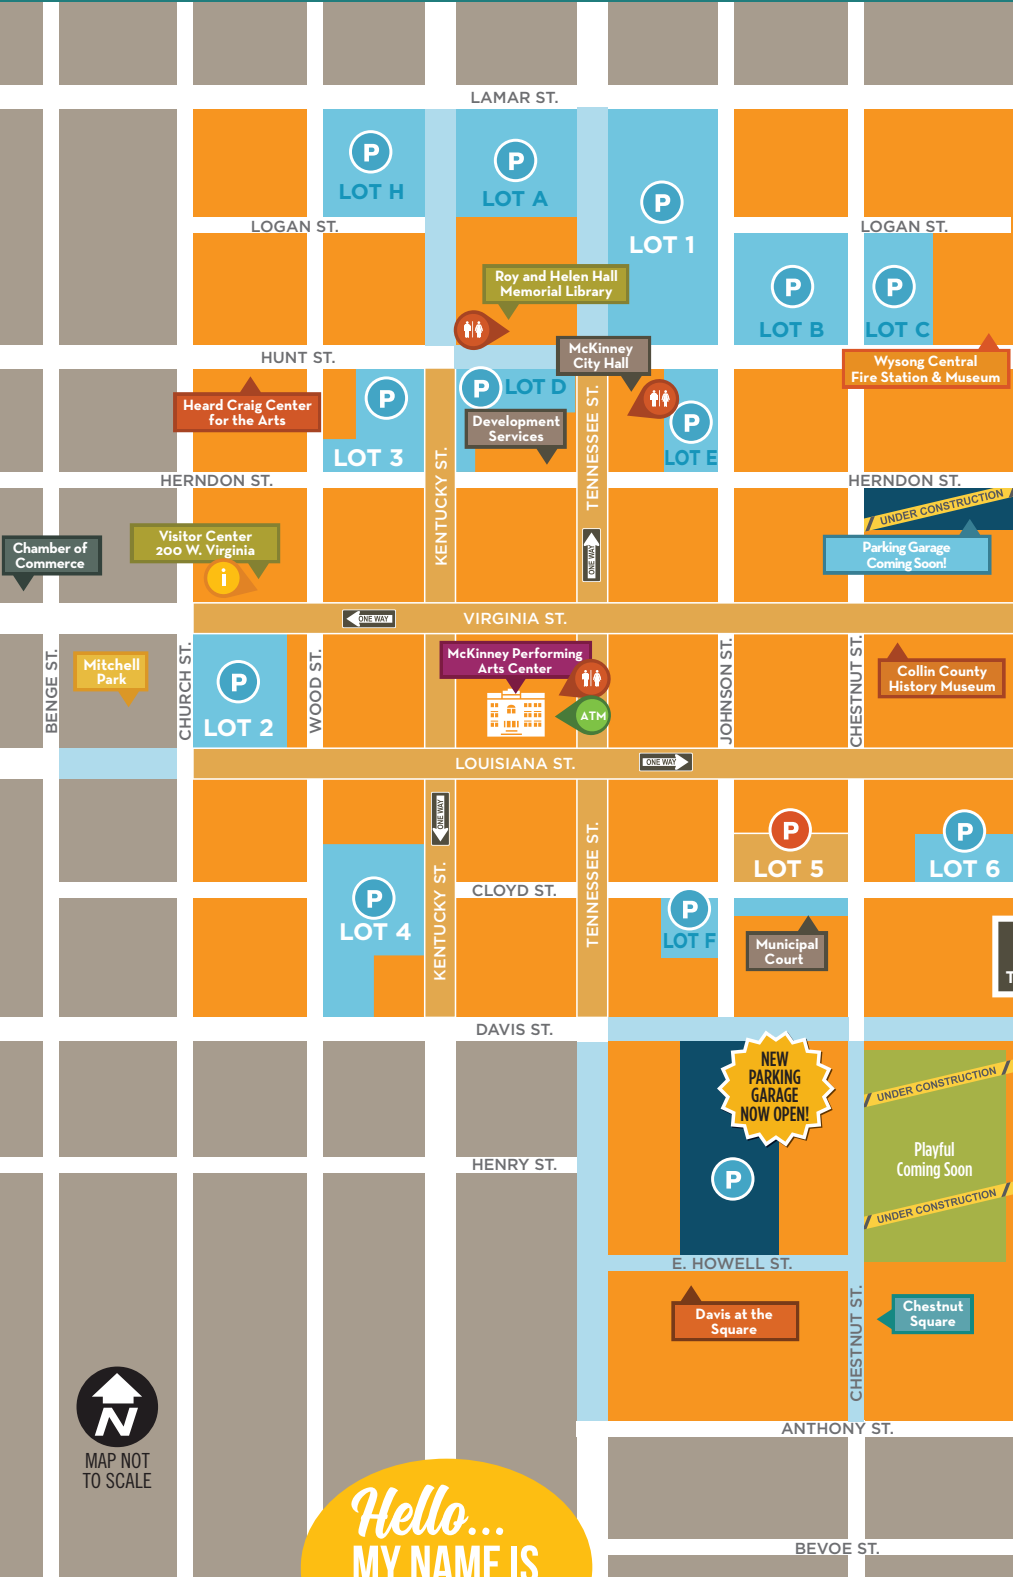 LAMAR ST.
P
LOT H
P
LOT A
P
LOT 1
LOGAN ST.
LOGAN ST.
P
LOT B
P
LOT C
Roy and Helen Hall
Memorial Library
HUNT ST.
McKinney
City Hall
Wysong Central
Fire Station & Museum
Heard Craig Center
for the Arts
P
LOT 3
P
LOT D
Development
Services
P
LOT E
KENTUCKY ST.
TENNESSEE ST.
HERNDON ST.
HERNDON ST.
UNDER CONSTRUCTION
Parking Garage
Coming Soon!
Chamber of
Commerce
Visitor Center
200 W. Virginia
i
ONE WAY
ONE WAY
VIRGINIA ST.
BENGE ST.
Mitchell
Park
CHURCH ST.
P
LOT 2
WOOD ST.
McKinney Performing
Arts Center
ATM
JOHNSON ST.
CHESTNUT ST.
Collin County
History Museum
LOUISIANA ST.
ONE WAY
ONE WAY
P
LOT 5
P
LOT 6
P
LOT 4
KENTUCKY ST.
CLOYD ST.
TENNESSEE ST.
P
LOT F
Municipal
Court
T
DAVIS ST.
NEW
PARKING
GARAGE
NOW OPEN!
P
UNDER CONSTRUCTION
Playful
Coming Soon
UNDER CONSTRUCTION
HENRY ST.
E. HOWELL ST.
Davis at the
Square
CHESTNUT ST.
Chestnut
Square
N
MAP NOT
TO SCALE
ANTHONY ST.
Hello...
MY NAME IS
BEVOE ST.